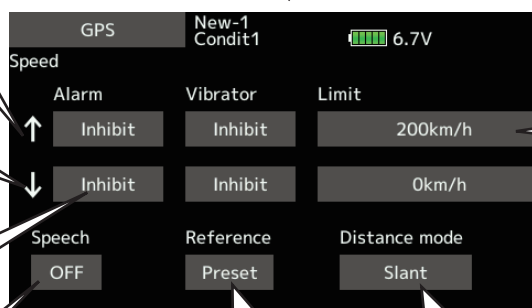 GPS
New-1
Condit1
6.7V
Speed
Alarm Vibrator Limit
↑ Inhibit Inhibit 200km/h
↓ Inhibit Inhibit 0km/h
Speech Reference Distance mode
OFF Preset Slant